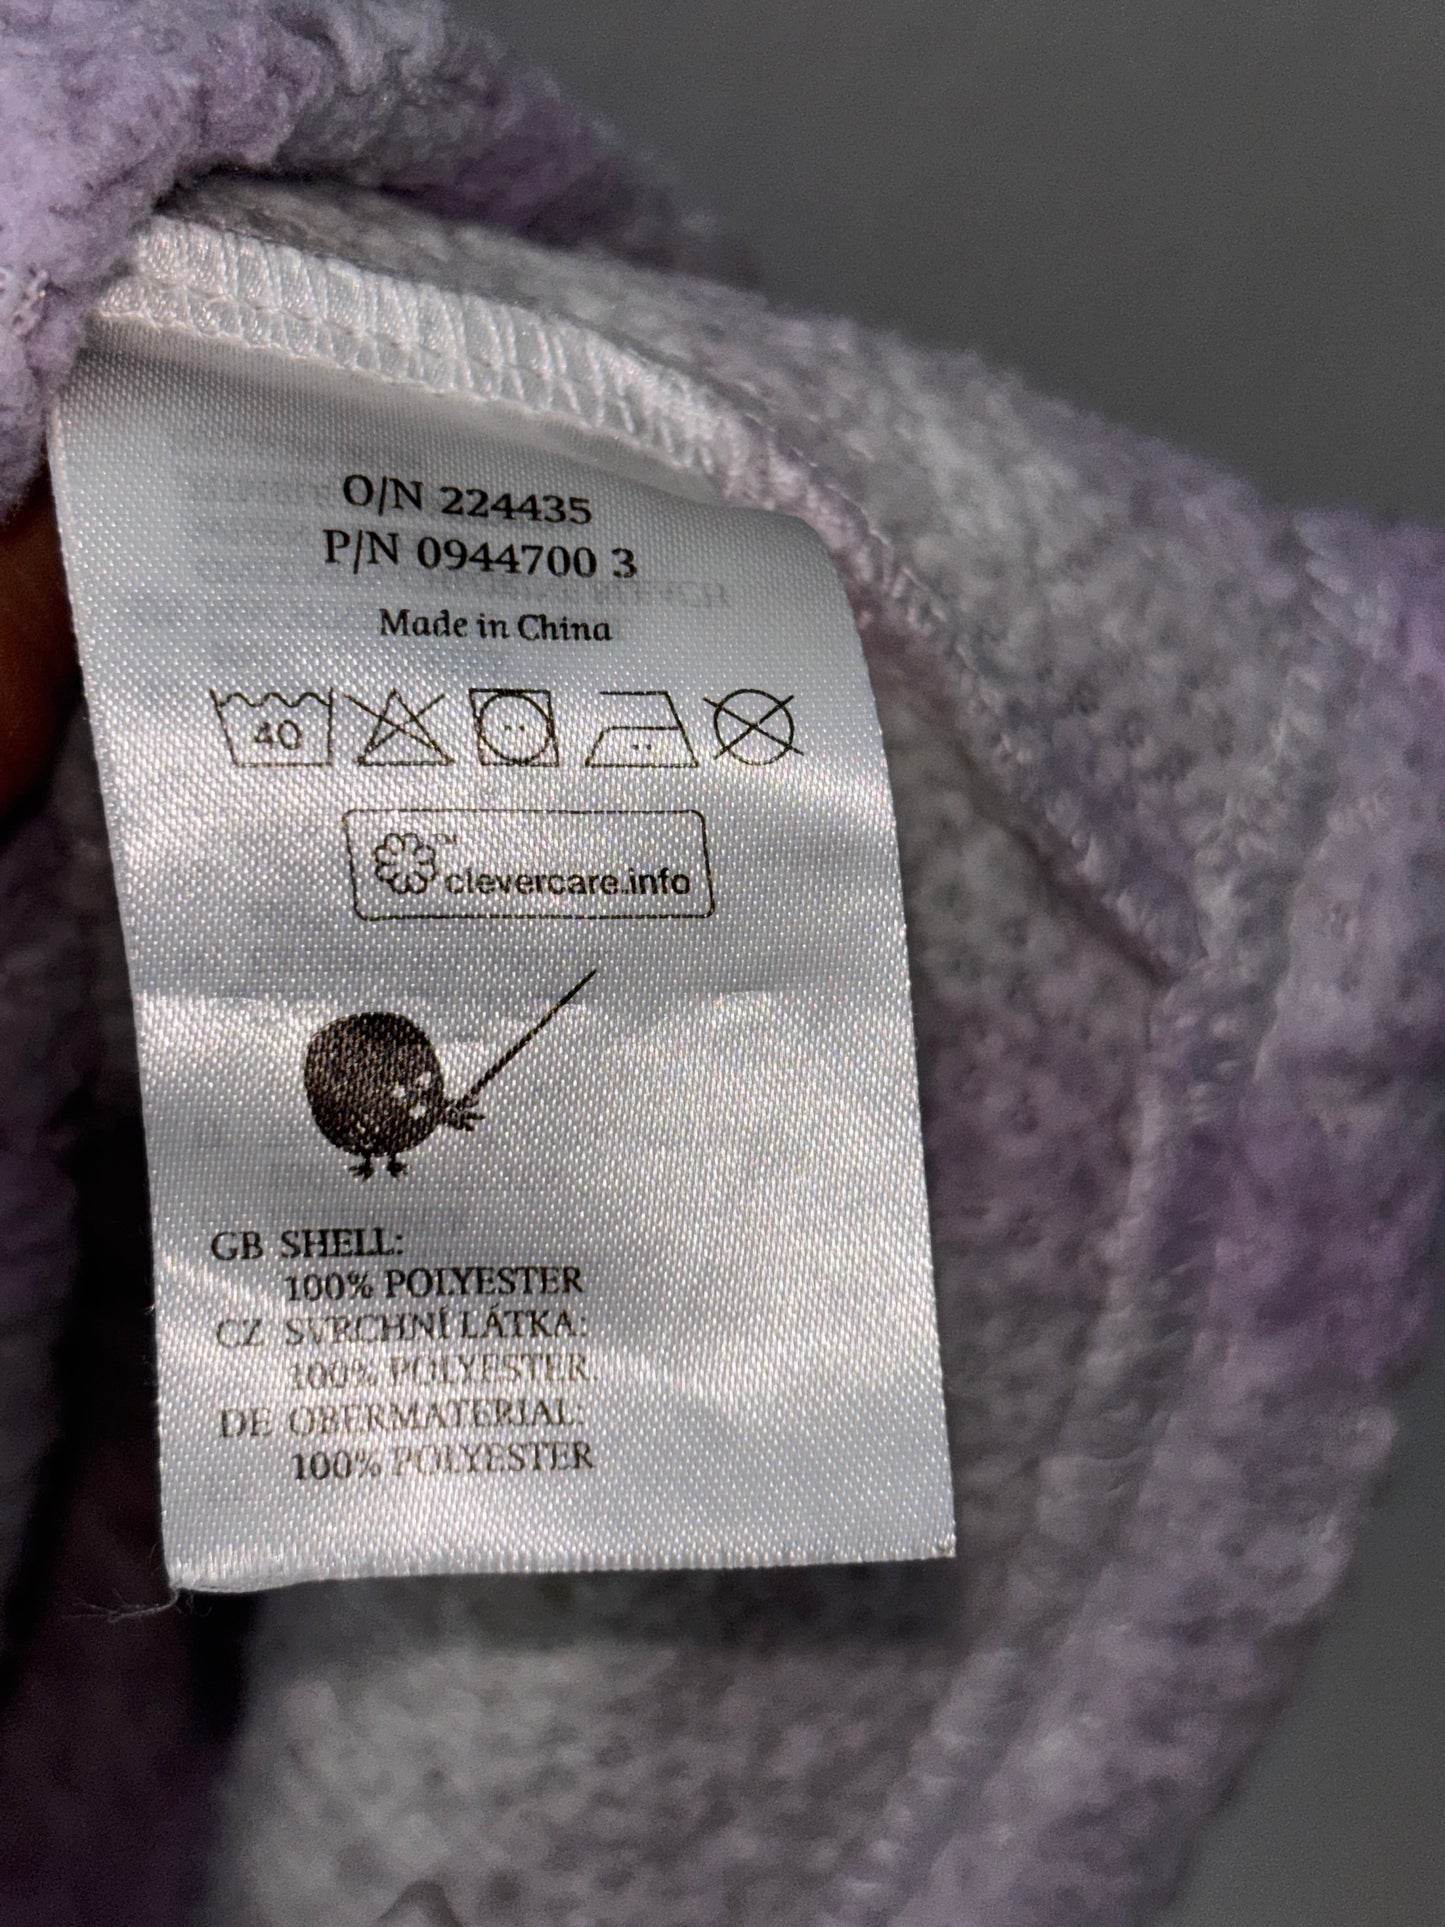 O/N 224435
P/N 0944700 3
Made in China
40
™
clevercare.info
GB SHELL:
100% POLYESTER
CZ SVRCHNÍ LÁTKA:
100% POLYESTER
DE OBERMATERIAL:
100% POLYESTER